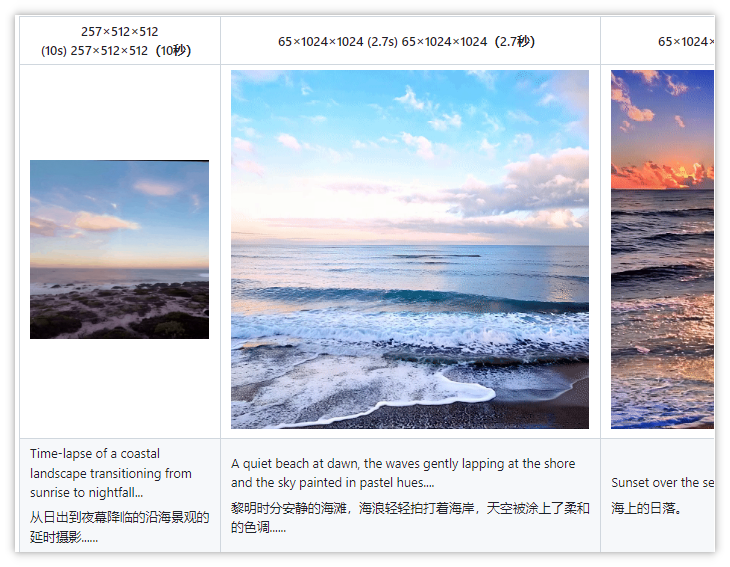 257×512×512
(10s) 257×512×512（10秒）
65×1024×1024 (2.7s) 65×1024×1024（2.7秒）
65×1024×
Time-lapse of a coastal
landscape transitioning from
sunrise to nightfall...
从日出到夜幕降临的沿海景观的
延时摄影......
A quiet beach at dawn, the waves gently lapping at the shore
and the sky painted in pastel hues....
黎明时分安静的海滩，海浪轻轻拍打着海岸，天空被涂上了柔和
的色调......
Sunset over the se
海上的日落。